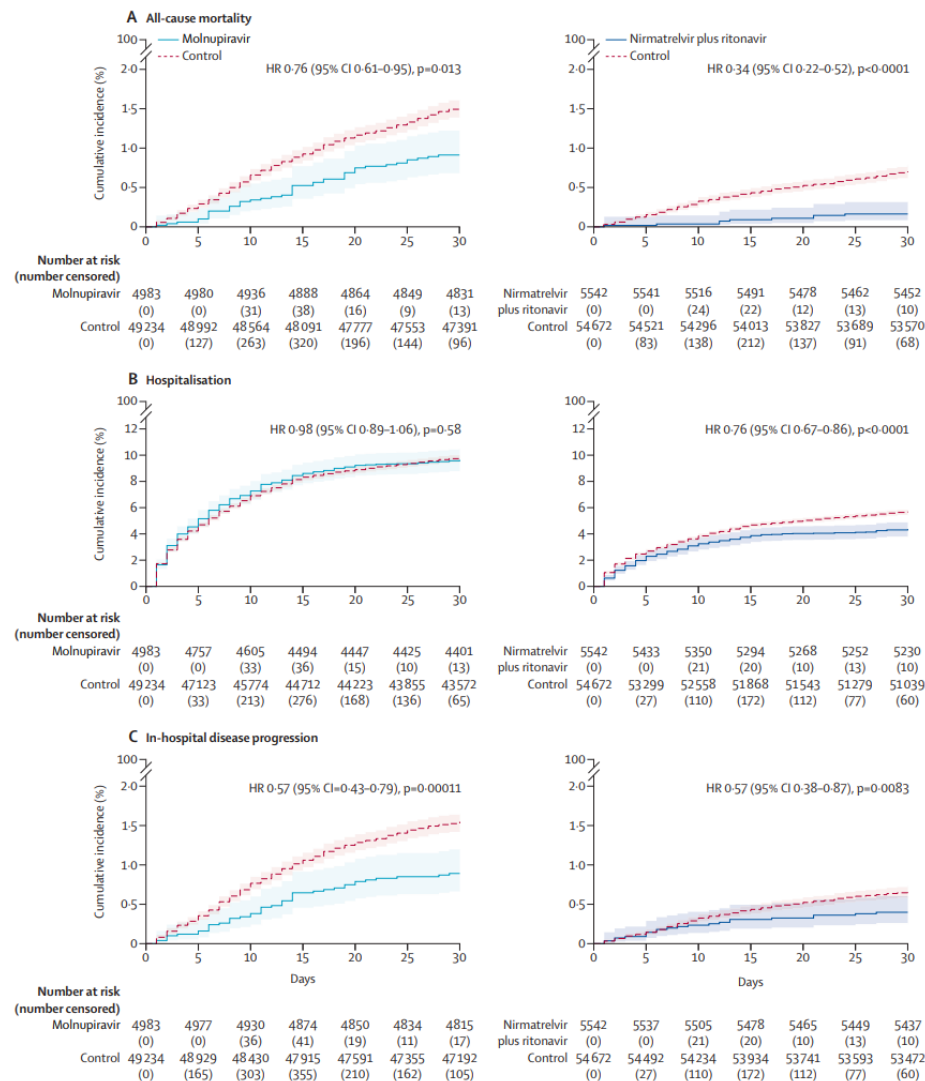 A All-cause mortality
Molnupiravir
Control
HR 0·76 (95% CI 0·61–0·95), p=0·013
Cumulative incidence (%)
100
2·0
1·5
1·0
0·5
0
0 5 10 15 20 25 30
Nirmatrelvir plus ritonavir
Control
HR 0·34 (95% CI 0·22–0·52), p<0·0001
0 5 10 15 20 25 30
Number at risk
(number censored)
Molnupiravir 4983 4980 4936 4888 4864 4849 4831
(0) (0) (31) (38) (16) (9) (13)
Control 49 234 48 992 48 564 48 091 47 777 47 553 47 391
(0) (127) (263) (320) (196) (144) (96)
Nirmatrelvir 5542 5541 5516 5491 5478 5462 5452
plus ritonavir (0) (0) (24) (22) (12) (13) (10)
Control 54 672 54 521 54 296 54 013 53 827 53 689 53 570
(0) (83) (138) (212) (137) (91) (68)
B Hospitalisation
HR 0·98 (95% CI 0·89–1·06), p=0·58
Cumulative incidence (%)
100
12
10
8
6
4
2
0
0 5 10 15 20 25 30
100
12
10
8
6
4
2
0
HR 0·76 (95% CI 0·67–0·86), p<0·0001
0 5 10 15 20 25 30
Number at risk
(number censored)
Molnupiravir 4983 4757 4605 4494 4447 4425 4401
(0) (0) (33) (36) (15) (10) (13)
Control 49 234 47 123 45 774 44 712 44 223 43 855 43 572
(0) (33) (213) (276) (168) (136) (65)
Nirmatrelvir 5542 5433 5350 5294 5268 5252 5230
plus ritonavir (0) (0) (21) (20) (10) (13) (10)
Control 54 672 53 299 52 558 51 868 51 543 51 279 51 039
(0) (27) (110) (172) (112) (77) (60)
C In-hospital disease progression
HR 0·57 (95% CI=0·43–0·79), p=0·00011
Cumulative incidence (%)
100
2·0
1·5
1·0
0·5
0
0 5 10 15 20 25 30
Days
100
2·0
1·5
1·0
0·5
0
HR 0·57 (95% CI 0·38–0·87), p=0·0083
0 5 10 15 20 25 30
Days
Number at risk
(number censored)
Molnupiravir 4983 4977 4930 4874 4850 4834 4815
(0) (0) (36) (41) (19) (11) (17)
Control 49 234 48 929 48 430 47 915 47 591 47 355 47 192
(0) (165) (303) (355) (210) (162) (105)
Nirmatrelvir 5542 5537 5505 5478 5465 5449 5437
plus ritonavir (0) (0) (21) (20) (10) (13) (10)
Control 54 672 54 492 54 234 53 934 53 741 53 593 53 472
(0) (27) (110) (172) (112) (77) (60)